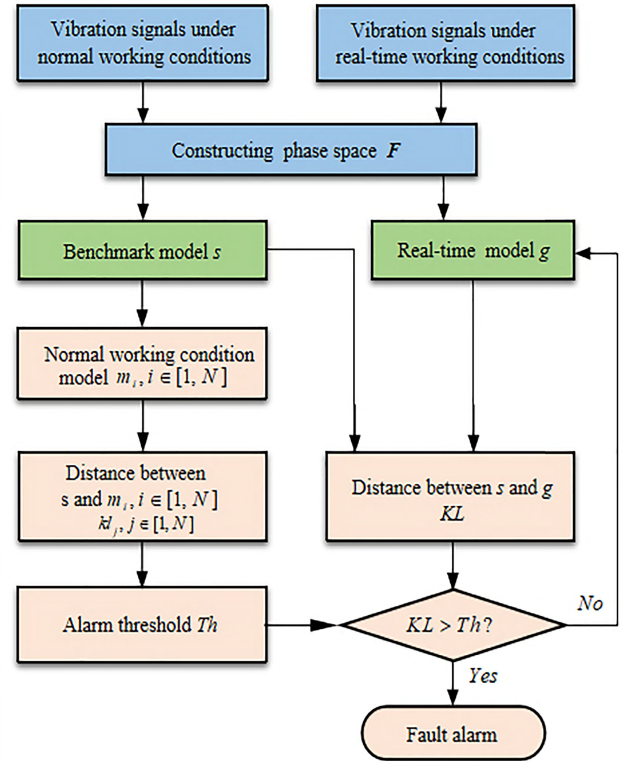 Vibration signals under
normal working conditions
Vibration signals under
real-time working conditions
Constructing phase space F
Benchmark model s
Real-time model g
Normal working condition
model m_i, i ∈ [1, N]
Distance between
s and m_i, i ∈ [1, N]
kl_j, j ∈ [1, N]
Distance between s and g
KL
Alarm threshold Th
KL > Th?
No
Yes
Fault alarm